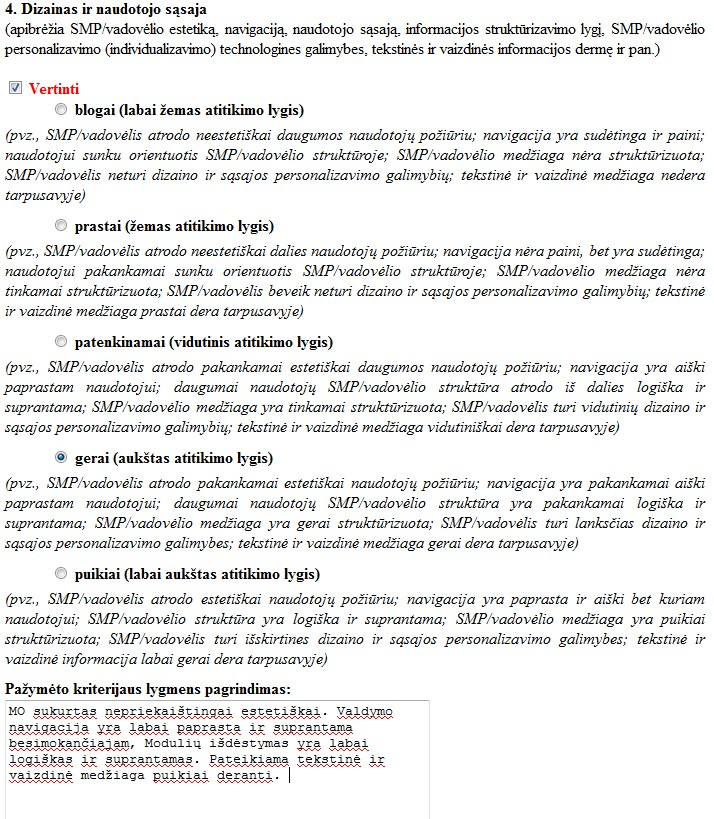 4. Dizainas ir naudotojo sąsaja
(apibrėžia SMP/vadovėlio estetiką, navigaciją, naudotojo sąsają, informacijos struktūrizavimo lygį, SMP/vadovėlio
personalizavimo (individualizavimo) technologines galimybes, tekstinės ir vaizdinės informacijos dermę ir pan.)
Vertinti
blogai (labai žemas atitikimo lygis)
(pvz., SMP/vadovėlis atrodo neestetiškai daugumos naudotojų požiūriu; navigacija yra sudėtinga ir paini;
naudotojui sunku orientuotis SMP/vadovėlio struktūroje; SMP/vadovėlio medžiaga nėra struktūrizuota;
SMP/vadovėlis neturi dizaino ir sąsajos personalizavimo galimybių; tekstinė ir vaizdinė medžiaga nedera
tarpusavyje)
prastai (žemas atitikimo lygis)
(pvz., SMP/vadovėlis atrodo neestetiškai dalies naudotojų požiūriu; navigacija nėra paini, bet yra sudėtinga;
naudotojui pakankamai sunku orientuotis SMP/vadovėlio struktūroje; SMP/vadovėlio medžiaga nėra
tinkamai struktūrizuota; SMP/vadovėlis beveik neturi dizaino ir sąsajos personalizavimo galimybių; tekstinė
ir vaizdinė medžiaga prastai dera tarpusavyje)
patenkinamai (vidutinis atitikimo lygis)
(pvz., SMP/vadovėlis atrodo pakankamai estetiškai daugumos naudotojų požiūriu; navigacija yra aiški
paprastam naudotojui; daugumai naudotojų SMP/vadovėlio struktūra atrodo iš dalies logiška ir
suprantama; SMP/vadovėlio medžiaga yra tinkamai struktūrizuota; SMP/vadovėlis turi vidutinių dizaino ir
sąsajos personalizavimo galimybių; tekstinė ir vaizdinė medžiaga vidutiniškai dera tarpusavyje)
gerai (aukštas atitikimo lygis)
(pvz., SMP/vadovėlis atrodo pakankamai estetiškai naudotojų požiūriu; navigacija yra pakankamai aiški
paprastam naudotojui; daugumai naudotojų SMP/vadovėlio struktūra yra pakankamai logiška ir
suprantama; SMP/vadovėlio medžiaga yra gerai struktūrizuota; SMP/vadovėlis turi lanksčias dizaino ir
sąsajos personalizavimo galimybes; tekstinė ir vaizdinė medžiaga gerai dera tarpusavyje)
puikiai (labai aukštas atitikimo lygis)
(pvz., SMP/vadovėlis atrodo estetiškai naudotojų požiūriu; navigacija yra paprasta ir aiški bet kuriam
naudotojui; SMP/vadovėlio struktūra yra logiška ir suprantama; SMP/vadovėlio medžiaga yra puikiai
struktūrizuota; SMP/vadovėlis turi išskirtines dizaino ir sąsajos personalizavimo galimybes; tekstinė ir
vaizdinė informacija labai gerai dera tarpusavyje)
Pažymėto kriterijaus lygmens pagrindimas:
MO sukurtas nepriekaištingai estetiškai. Valdymo
navigacija yra labai paprasta ir suprantama
besimokančiajam, Modulių išdėstymas yra labai
logiškas ir suprantamas. Pateikiama tekstinė ir
vaizdinė medžiaga puikiai deranti.